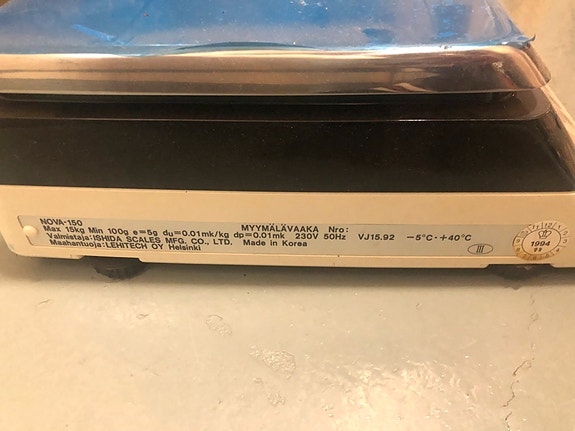 NOVA-150 MYYMÄLÄVAAKA Nro:
Max 15kg Min 100g e=5g du=0.01mk/kg dp=0.01mk 230V 50Hz VJ15.92 -5°C-+40°C
Valmistaja:ISHIDA SCALES MFG. CO., LTD. Made in Korea
Maahantuoja:LEHITECH OY Helsinki
III
1994